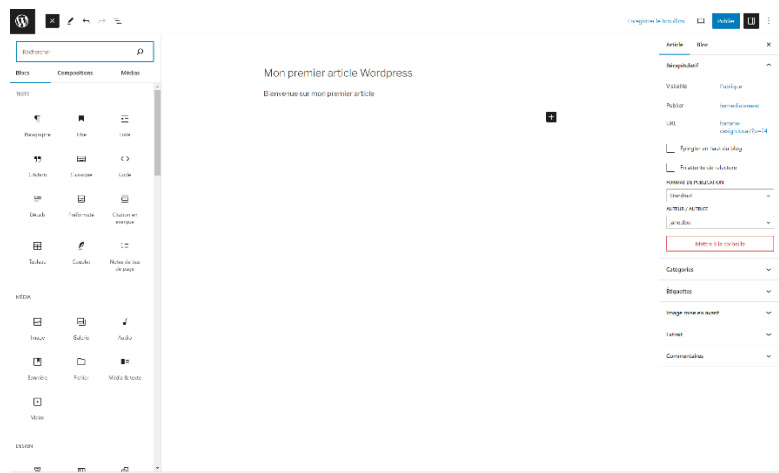 Enregistrer le brouillon
Publier
Rechercher
Blocs Compositions Médias
TEXTE
Paragraphe Titre Liste
Citation Classique Code
Détails Préformaté Citation en exergue
Tableau Couplet Notes de bas de page
MÉDIA
Image Galerie Audio
Bannière Fichier Média & texte
Vidéo
DESIGN
Mon premier article Wordpress
Bienvenue sur mon premier article
Article Bloc
Récapitulatif
Visibilité Publique
Publier Immédiatement
URL banana-
Épingler en haut du blog
En attente de relecture
FORMAT DE PUBLICATION
Standard
AUTEUR / AUTRICE
Mettre à la corbeille
Catégories
Étiquettes
Image mise en avant
Extrait
Commentaires